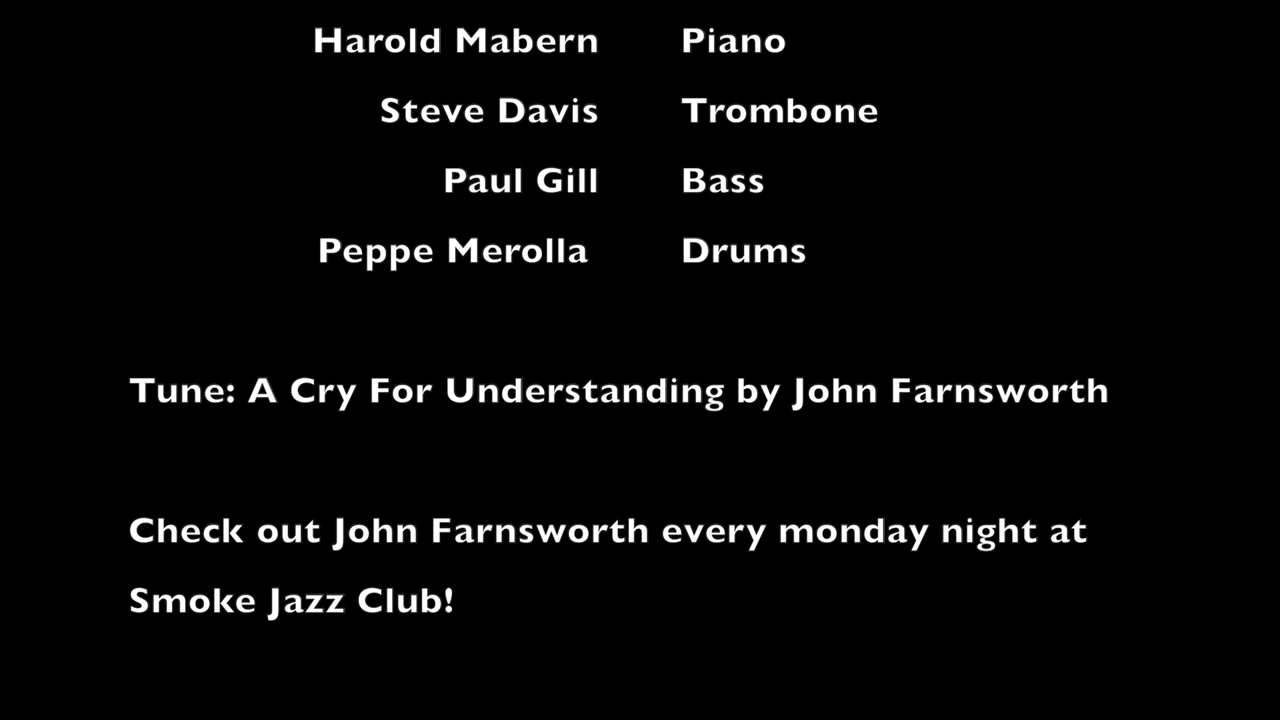 Harold Mabern Piano
Steve Davis Trombone
Paul Gill Bass
Peppe Merolla Drums
Tune: A Cry For Understanding by John Farnsworth
Check out John Farnsworth every monday night at
Smoke Jazz Club!